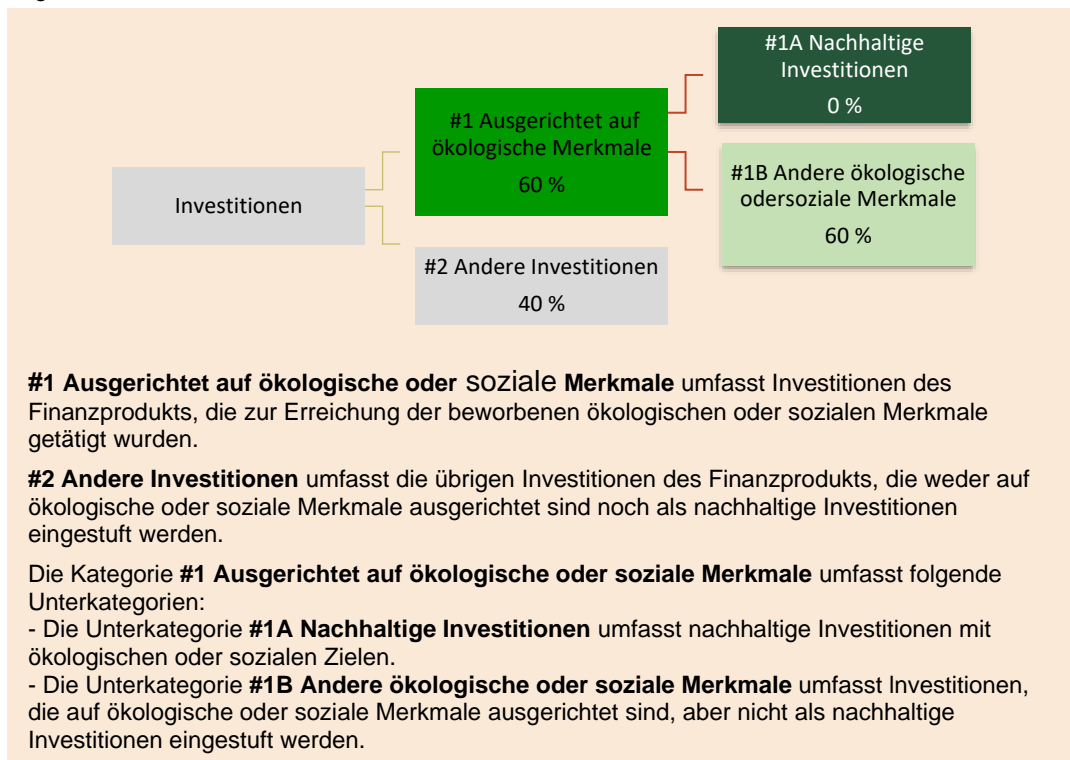 #1A Nachhaltige
Investitionen
0 %
#1 Ausgerichtet auf
ökologische Merkmale
60 %
#1B Andere ökologische
odersoziale Merkmale
60 %
Investitionen
#2 Andere Investitionen
40 %
#1 Ausgerichtet auf ökologische oder soziale Merkmale umfasst Investitionen des
Finanzprodukts, die zur Erreichung der beworbenen ökologischen oder sozialen Merkmale
getätigt wurden.
#2 Andere Investitionen umfasst die übrigen Investitionen des Finanzprodukts, die weder auf
ökologische oder soziale Merkmale ausgerichtet sind noch als nachhaltige Investitionen
eingestuft werden.
Die Kategorie #1 Ausgerichtet auf ökologische oder soziale Merkmale umfasst folgende
Unterkategorien:
- Die Unterkategorie #1A Nachhaltige Investitionen umfasst nachhaltige Investitionen mit
ökologischen oder sozialen Zielen.
- Die Unterkategorie #1B Andere ökologische oder soziale Merkmale umfasst Investitionen,
die auf ökologische oder soziale Merkmale ausgerichtet sind, aber nicht als nachhaltige
Investitionen eingestuft werden.